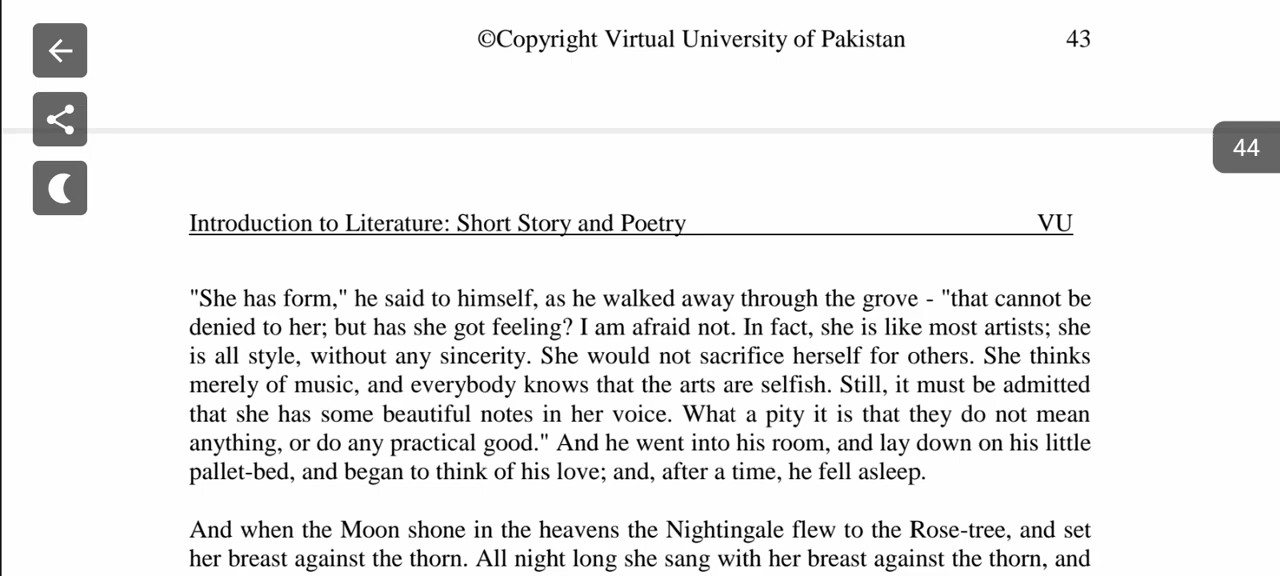 ©Copyright Virtual University of Pakistan 43
44
Introduction to Literature: Short Story and Poetry VU
"She has form," he said to himself, as he walked away through the grove - "that cannot be
denied to her; but has she got feeling? I am afraid not. In fact, she is like most artists; she
is all style, without any sincerity. She would not sacrifice herself for others. She thinks
merely of music, and everybody knows that the arts are selfish. Still, it must be admitted
that she has some beautiful notes in her voice. What a pity it is that they do not mean
anything, or do any practical good." And he went into his room, and lay down on his little
pallet-bed, and began to think of his love; and, after a time, he fell asleep.
And when the Moon shone in the heavens the Nightingale flew to the Rose-tree, and set
her breast against the thorn. All night long she sang with her breast against the thorn, and